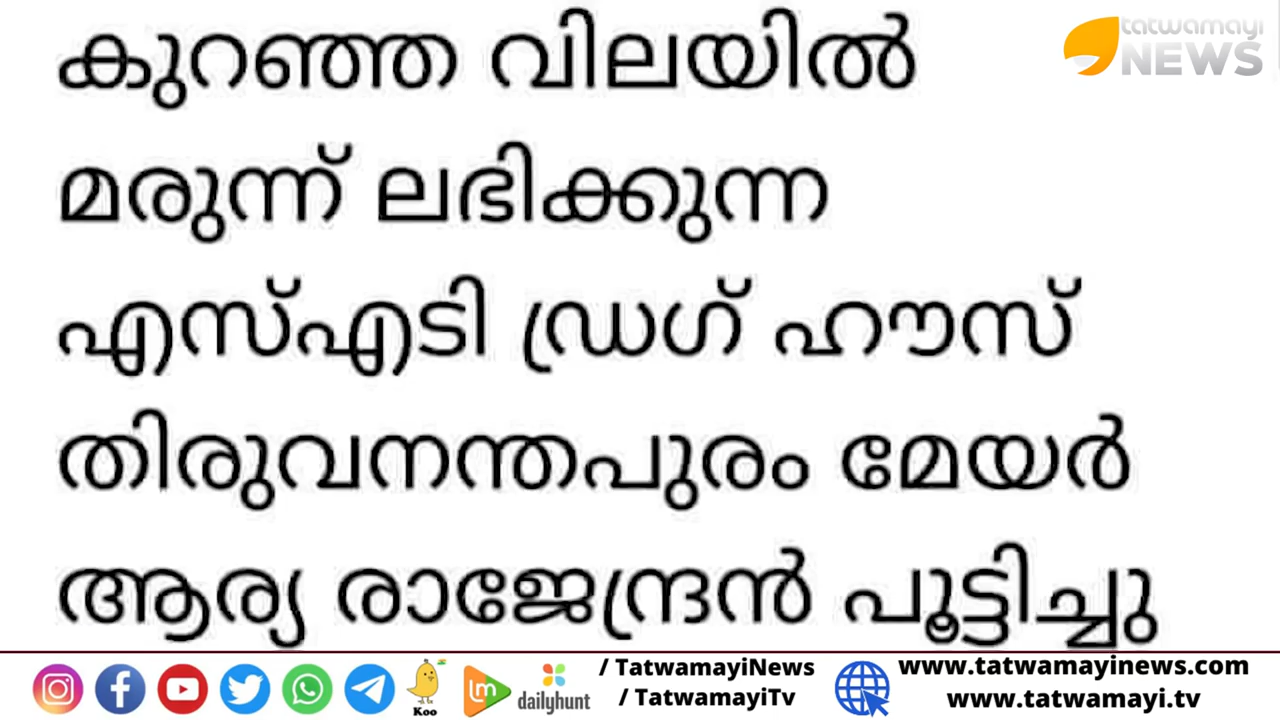 tatwamayi
NEWS
കുറഞ്ഞ വിലയിൽ
മരുന്ന് ലഭിക്കുന്ന
എസ്എടി ഡ്രഗ് ഹൗസ്
തിരുവനന്തപുരം മേയർ
ആര്യ രാജേന്ദ്രൻ പൂട്ടിച്ചു
Koo
lm
dailyhunt
/ TatwamayiNews
/ TatwamayiTv
www.tatwamayinews.com
www.tatwamayi.tv